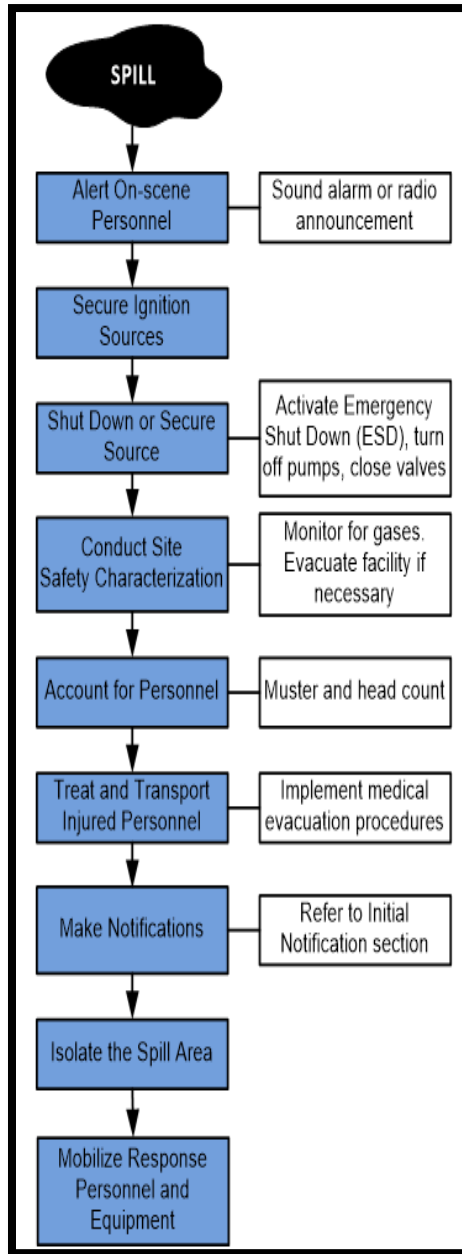 SPILL
Alert On-scene
Personnel
Sound alarm or radio
announcement
Secure Ignition
Sources
Shut Down or Secure
Source
Activate Emergency
Shut Down (ESD), turn
off pumps, close valves
Conduct Site
Safety Characterization
Monitor for gases.
Evacuate facility if
necessary
Account for Personnel
Muster and head count
Treat and Transport
Injured Personnel
Implement medical
evacuation procedures
Make Notifications
Refer to Initial
Notification section
Isolate the Spill Area
Mobilize Response
Personnel and
Equipment